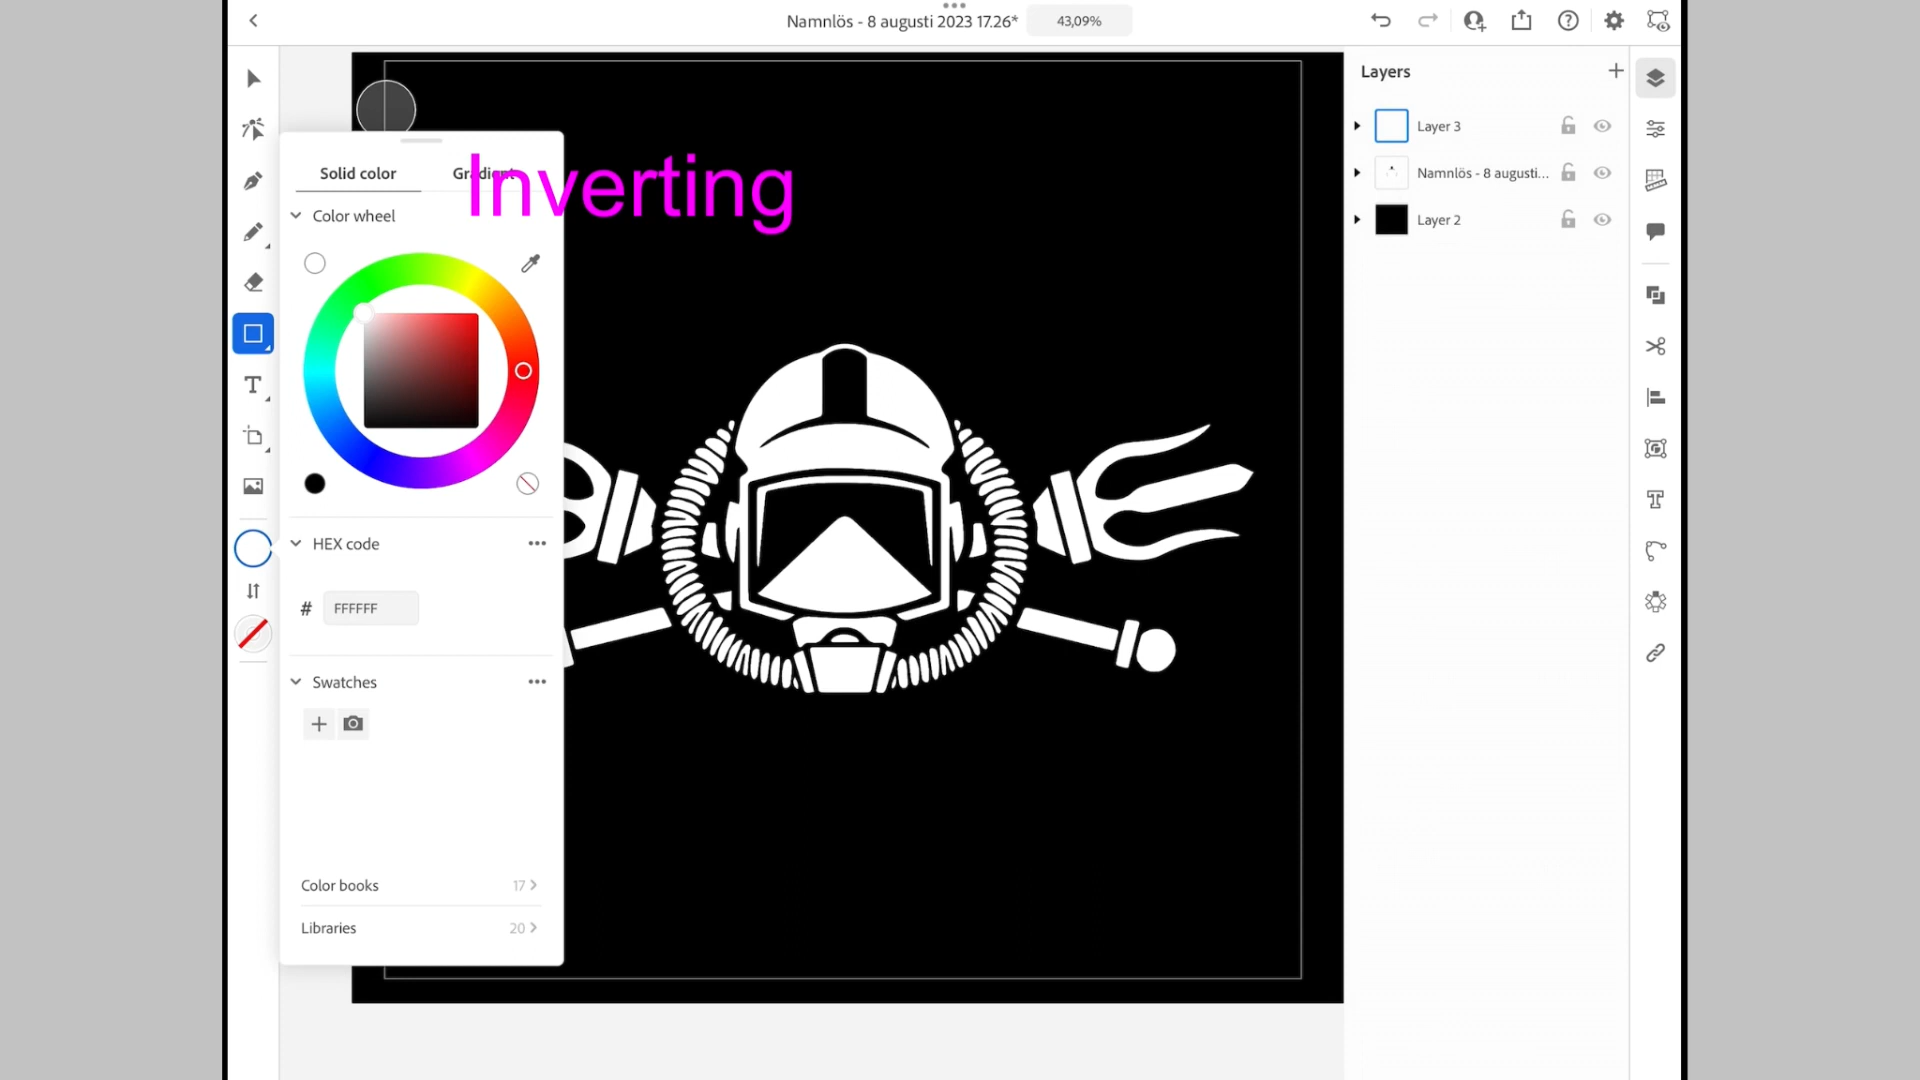 Namnlös - 8 augusti 2023 17.26*
43,09%
Layers
Layer 3
Namnlös - 8 augusti...
Layer 2
Solid color
Gradient
Inverting
Color wheel
HEX code
# FFFFFF
Swatches
Color books 17
Libraries 20